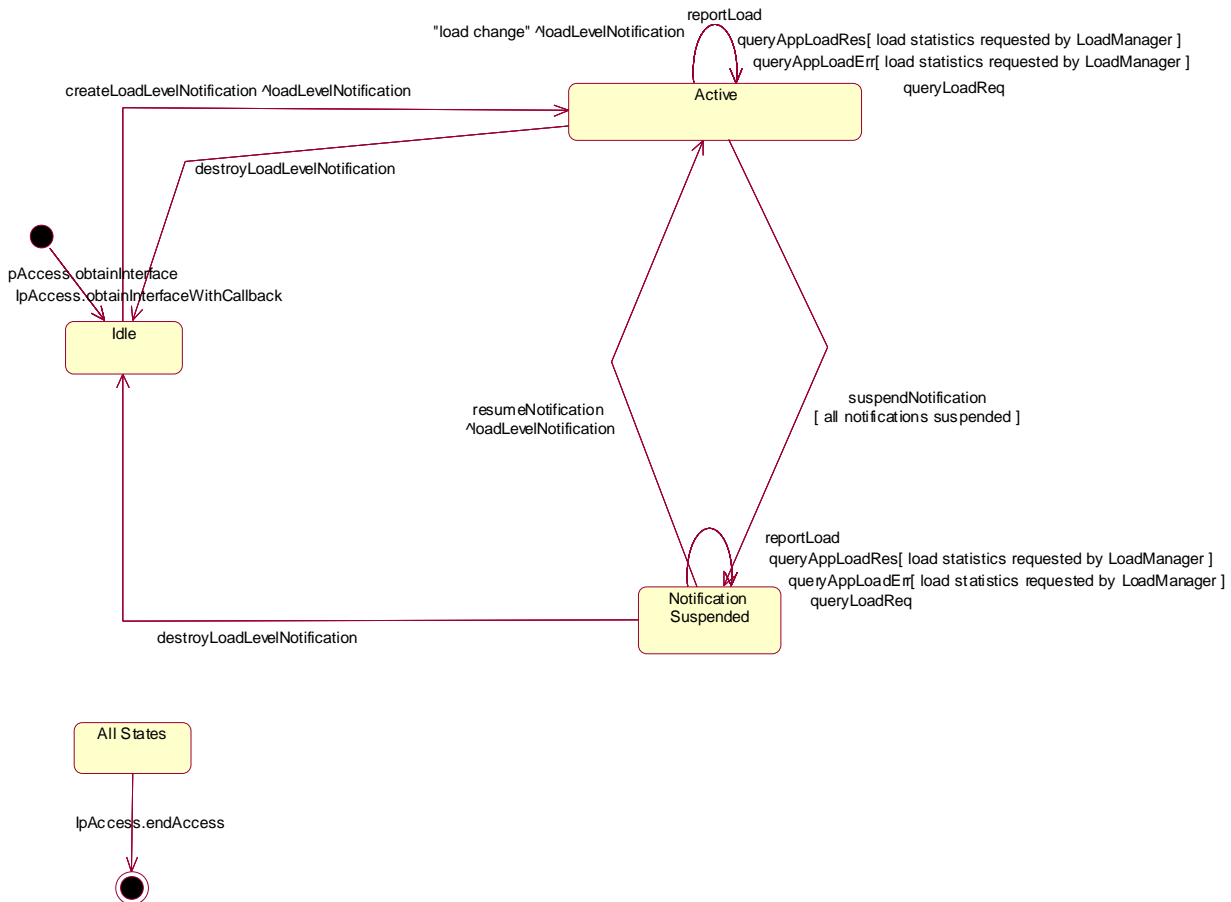 reportLoad
"load change" ^loadLevelNotification
queryAppLoadRes[ load statistics requested by LoadManager ]
queryAppLoadErr[ load statistics requested by LoadManager ]
queryLoadReq
createLoadLevelNotification ^loadLevelNotification
Active
destroyLoadLevelNotification
pAccess.obtainInterface
IpAccess.obtainInterfaceWithCallback
Idle
suspendNotification
[ all notifications suspended ]
resumeNotification
^loadLevelNotification
reportLoad
queryAppLoadRes[ load statistics requested by LoadManager ]
queryAppLoadErr[ load statistics requested by LoadManager ]
queryLoadReq
Notification
Suspended
destroyLoadLevelNotification
All States
IpAccess.endAccess